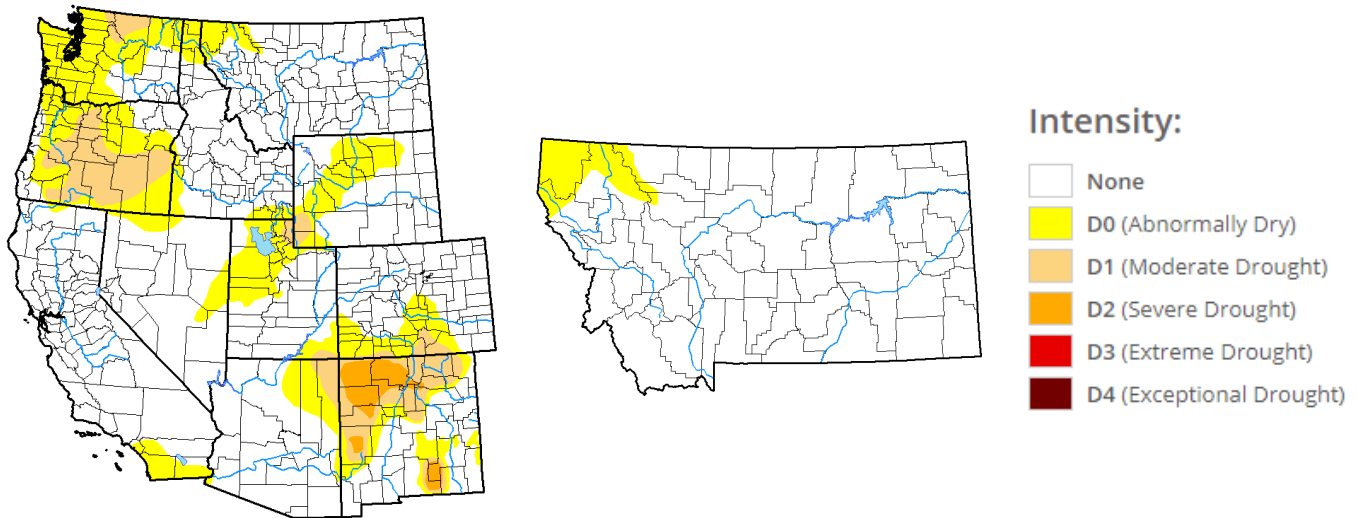 Intensity:
None
D0 (Abnormally Dry)
D1 (Moderate Drought)
D2 (Severe Drought)
D3 (Extreme Drought)
D4 (Exceptional Drought)